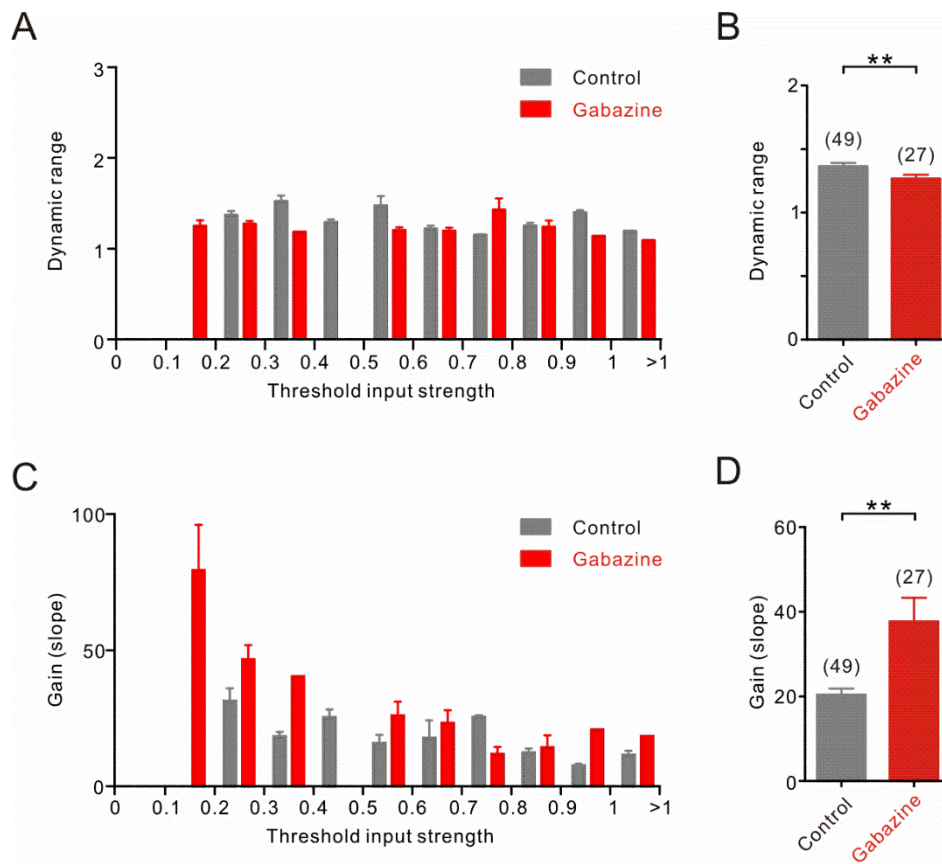 A
3
2
1
0
Dynamic range
Control
Gabazine
0 0.1 0.2 0.3 0.4 0.5 0.6 0.7 0.8 0.9 1 >1
Threshold input strength
B
**
2
1
0
Dynamic range
(49)
(27)
Control
Gabazine
C
100
50
0
Gain (slope)
Control
Gabazine
0 0.1 0.2 0.3 0.4 0.5 0.6 0.7 0.8 0.9 1 >1
Threshold input strength
D
**
60
40
20
0
Gain (slope)
(49)
(27)
Control
Gabazine